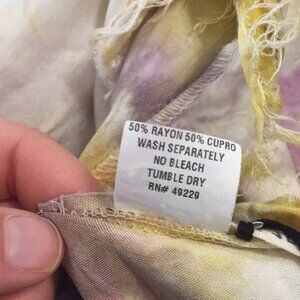 50% RAYON 50% CUPRO
WASH SEPARATELY
NO BLEACH
TUMBLE DRY
RN# 49229